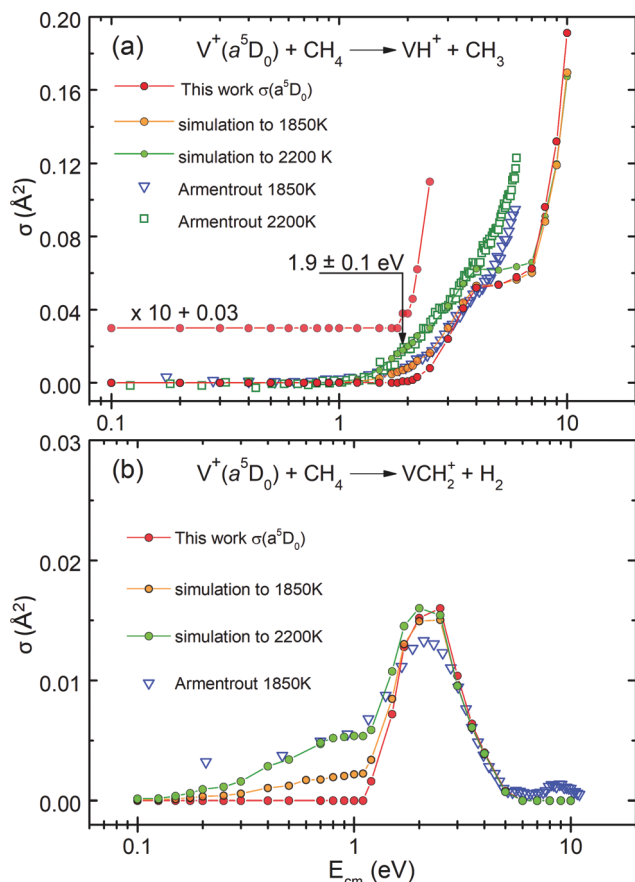 0.20
(a)
V⁺(a⁵D₀) + CH₄ ⟶ VH⁺ + CH₃
This work σ(a⁵D₀)
0.16
simulation to 1850K
simulation to 2200 K
0.12
Armentrout 1850K
σ (Å²)
Armentrout 2200K
0.08
1.9 ± 0.1 eV
0.04
x 10 + 0.03
0.00
0.1 1 10
0.03
(b)
V⁺(a⁵D₀) + CH₄ ⟶ VCH₂⁺ + H₂
This work σ(a⁵D₀)
0.02
simulation to 1850K
σ (Å²)
simulation to 2200K
0.01
Armentrout 1850K
0.00
0.1 1 10
E_cm (eV)